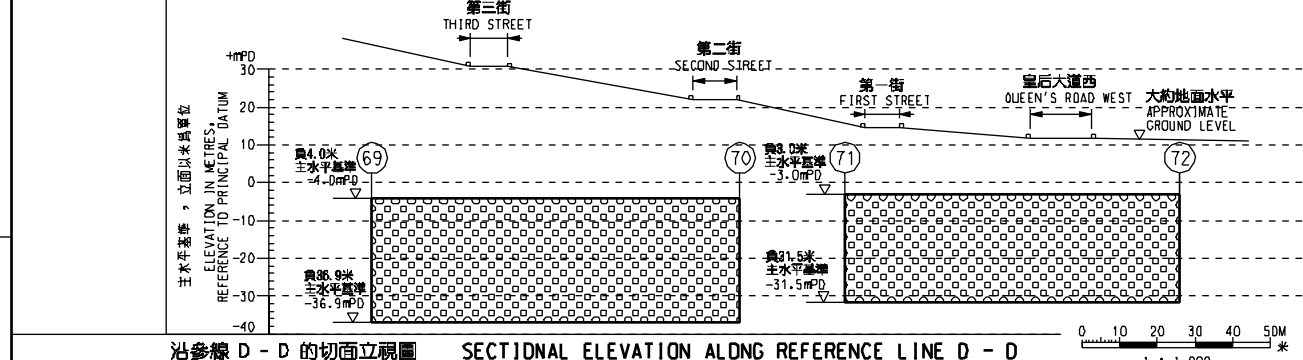 第三街
THIRD STREET
第二街
SECOND STREET
第一街
FIRST STREET
皇后大道西
QUEEN'S ROAD WEST
大約地面水平
APPROXIMATE
GROUND LEVEL
+mPD
30
20
10
0
-10
-20
-30
-40
主水平基準，立面以米爲單位
ELEVATION IN METRES,
REFERENCE TO PRINCIPAL DATUM
負4.0米
主水平基準
-4.0mPD
69
70
負3.0米
主水平基準
-3.0mPD
71
72
負36.9米
主水平基準
-36.9mPD
負31.5米
主水平基準
-31.5mPD
沿參線 D - D 的切面立視圖 SECTIONAL ELEVATION ALONG REFERENCE LINE D - D
0 10 20 30 40 50M
米